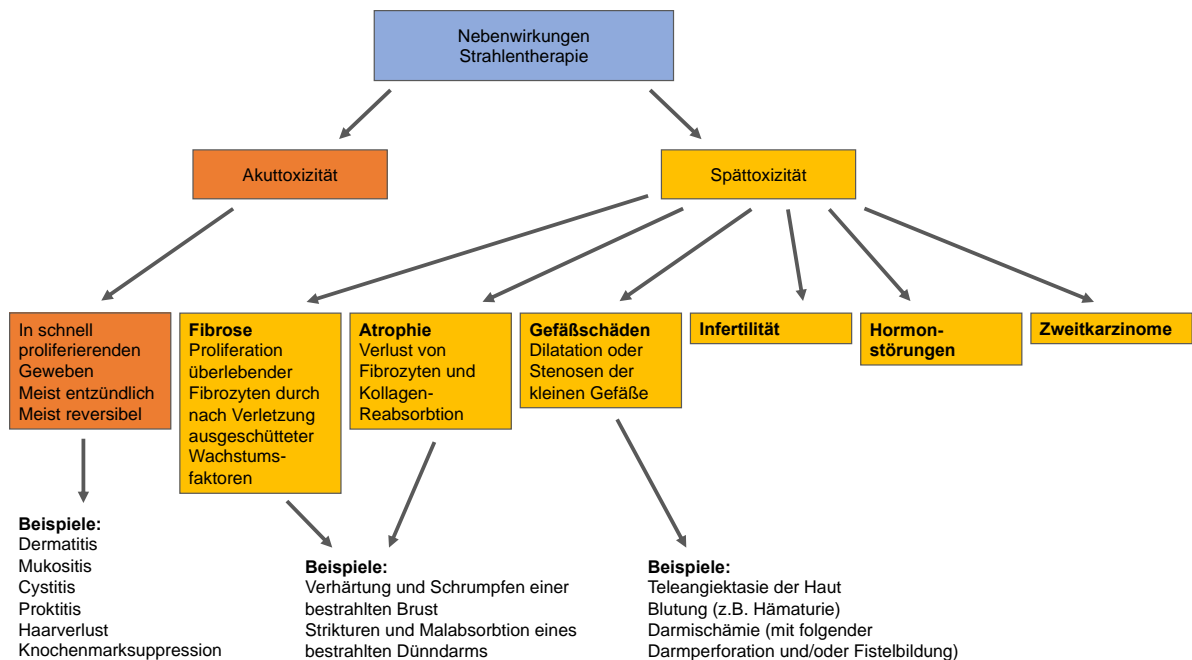 Nebenwirkungen
Strahlentherapie
Akuttoxizität
Spättoxizität
In schnell
proliferierenden
Geweben
Meist entzündlich
Meist reversibel
Fibrose
Proliferation
überlebender
Fibrozyten durch
nach Verletzung
ausgeschütteter
Wachstums-
faktoren
Atrophie
Verlust von
Fibrozyten und
Kollagen-
Reabsorbtion
Gefäßschäden
Dilatation oder
Stenosen der
kleinen Gefäße
Infertilität
Hormon-
störungen
Zweitkarzinome
Beispiele:
Dermatitis
Mukositis
Cystitis
Proktitis
Haarverlust
Knochenmarksuppression
Beispiele:
Verhärtung und Schrumpfen einer
bestrahlten Brust
Strikturen und Malabsorbtion eines
bestrahlten Dünndarms
Beispiele:
Teleangiektasie der Haut
Blutung (z.B. Hämaturie)
Darmischämie (mit folgender
Darmperforation und/oder Fistelbildung)